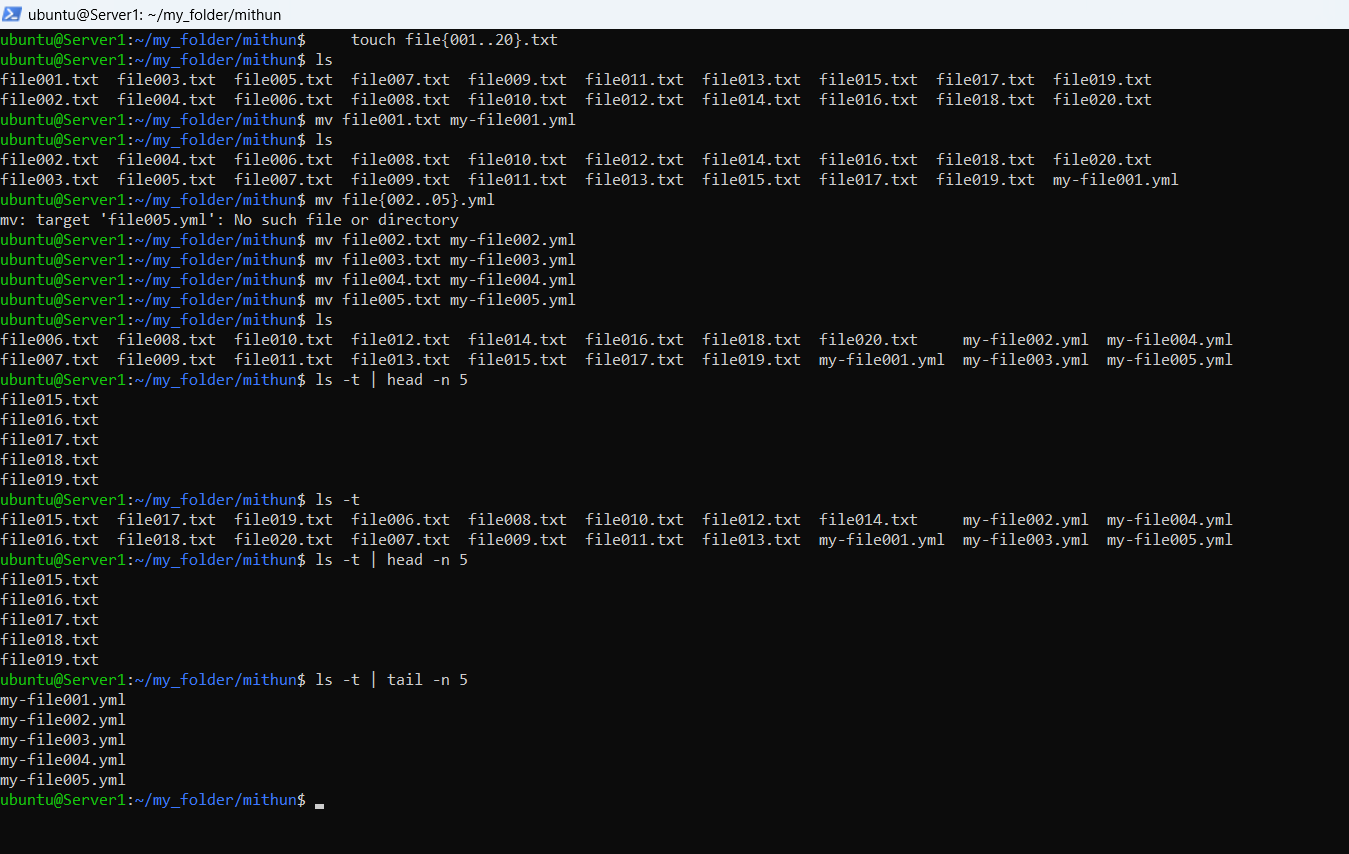 ubuntu@Server1: ~/my_folder/mithun
ubuntu@Server1:~/my_folder/mithun$     touch file{001..20}.txt
ubuntu@Server1:~/my_folder/mithun$ ls
file001.txt  file003.txt  file005.txt  file007.txt  file009.txt  file011.txt  file013.txt  file015.txt  file017.txt  file019.txt
file002.txt  file004.txt  file006.txt  file008.txt  file010.txt  file012.txt  file014.txt  file016.txt  file018.txt  file020.txt
ubuntu@Server1:~/my_folder/mithun$ mv file001.txt my-file001.yml
ubuntu@Server1:~/my_folder/mithun$ ls
file002.txt  file004.txt  file006.txt  file008.txt  file010.txt  file012.txt  file014.txt  file016.txt  file018.txt  file020.txt
file003.txt  file005.txt  file007.txt  file009.txt  file011.txt  file013.txt  file015.txt  file017.txt  file019.txt  my-file001.yml
ubuntu@Server1:~/my_folder/mithun$ mv file{002..05}.yml
mv: target 'file005.yml': No such file or directory
ubuntu@Server1:~/my_folder/mithun$ mv file002.txt my-file002.yml
ubuntu@Server1:~/my_folder/mithun$ mv file003.txt my-file003.yml
ubuntu@Server1:~/my_folder/mithun$ mv file004.txt my-file004.yml
ubuntu@Server1:~/my_folder/mithun$ mv file005.txt my-file005.yml
ubuntu@Server1:~/my_folder/mithun$ ls
file006.txt  file008.txt  file010.txt  file012.txt  file014.txt  file016.txt  file018.txt  file020.txt     my-file002.yml  my-file004.yml
file007.txt  file009.txt  file011.txt  file013.txt  file015.txt  file017.txt  file019.txt  my-file001.yml  my-file003.yml  my-file005.yml
ubuntu@Server1:~/my_folder/mithun$ ls -t | head -n 5
file015.txt
file016.txt
file017.txt
file018.txt
file019.txt
ubuntu@Server1:~/my_folder/mithun$ ls -t
file015.txt  file017.txt  file019.txt  file006.txt  file008.txt  file010.txt  file012.txt  file014.txt     my-file002.yml  my-file004.yml
file016.txt  file018.txt  file020.txt  file007.txt  file009.txt  file011.txt  file013.txt  my-file001.yml  my-file003.yml  my-file005.yml
ubuntu@Server1:~/my_folder/mithun$ ls -t | head -n 5
file015.txt
file016.txt
file017.txt
file018.txt
file019.txt
ubuntu@Server1:~/my_folder/mithun$ ls -t | tail -n 5
my-file001.yml
my-file002.yml
my-file003.yml
my-file004.yml
my-file005.yml
ubuntu@Server1:~/my_folder/mithun$